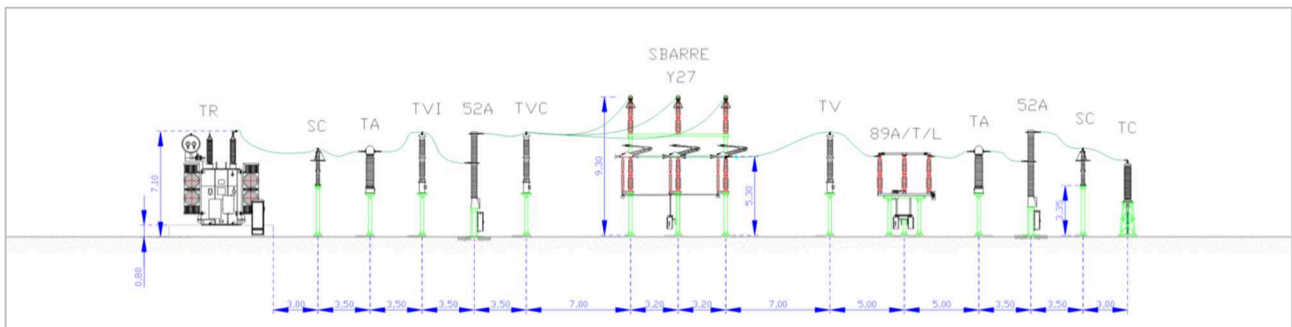 SBARRE
Y27
TR
SC
TA
TVI
52A
TVC
TV
89A/T/L
TA
52A
SC
TC
7,10
9,30
5,30
3,35
0,80
3,00
3,50
3,50
3,50
3,50
7,00
3,20
3,20
7,00
5,00
5,00
3,50
3,50
3,00